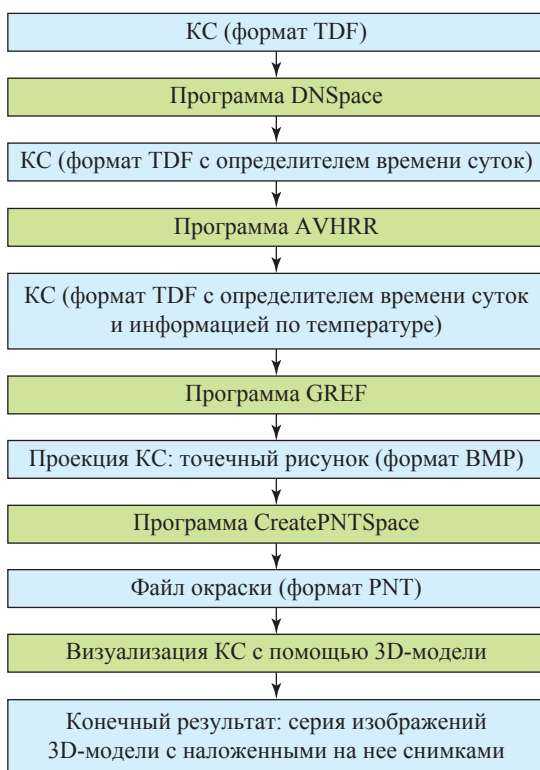 КС (формат TDF)
Программа DNSpace
КС (формат TDF с определителем времени суток)
Программа AVHRR
КС (формат TDF с определителем времени суток
и информацией по температуре)
Программа GREF
Проекция КС: точечный рисунок (формат BMP)
Программа CreatePNTSpace
Файл окраски (формат PNT)
Визуализация КС с помощью 3D-модели
Конечный результат: серия изображений
3D-модели с наложенными на нее снимками